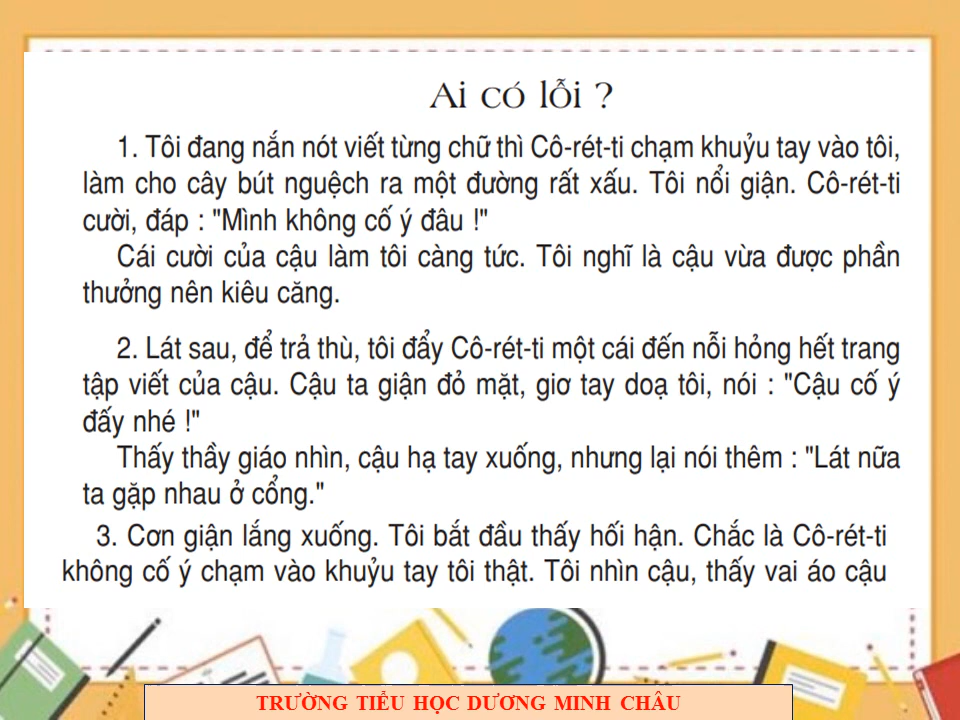 Ai có lỗi ?
1. Tôi đang nắn nót viết từng chữ thì Cô-rét-ti chạm khuỷu tay vào tôi,
làm cho cây bút nguệch ra một đường rất xấu. Tôi nổi giận. Cô-rét-ti
cười, đáp : "Mình không cố ý đâu !"
Cái cười của cậu làm tôi càng tức. Tôi nghĩ là cậu vừa được phần
thưởng nên kiêu căng.
2. Lát sau, để trả thù, tôi đẩy Cô-rét-ti một cái đến nỗi hỏng hết trang
tập viết của cậu. Cậu ta giận đỏ mặt, giơ tay doạ tôi, nói : "Cậu cố ý
đấy nhé !"
Thấy thầy giáo nhìn, cậu hạ tay xuống, nhưng lại nói thêm : "Lát nữa
ta gặp nhau ở cổng."
3. Cơn giận lắng xuống. Tôi bắt đầu thấy hối hận. Chắc là Cô-rét-ti
không cố ý chạm vào khuỷu tay tôi thật. Tôi nhìn cậu, thấy vai áo cậu
TRƯỜNG TIỂU HỌC DƯƠNG MINH CHÂU